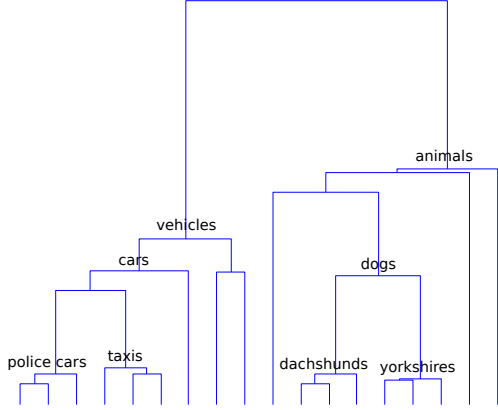 animals
vehicles
cars
dogs
police cars
taxis
dachshunds
yorkshires